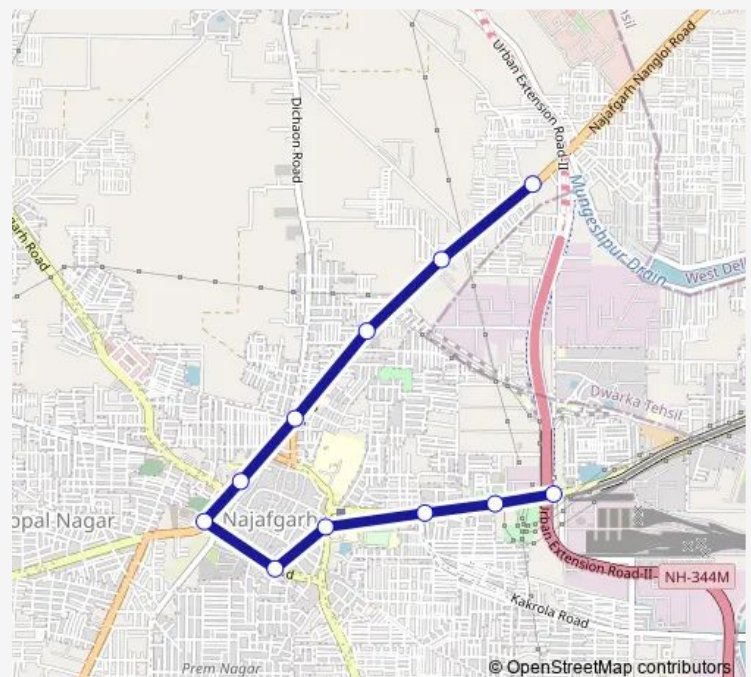 Urban Extension Road-II
Najafgarh Nangloi Road
Dichaon Road
Mungeshpur Drain
West Del
arh Road
Dwarka Tehsil
opal Nagar
Najafgarh
Urban Extension Road-II
NH-344M
Kakrola Road
Prem Nagar
© OpenStreetMap contributors